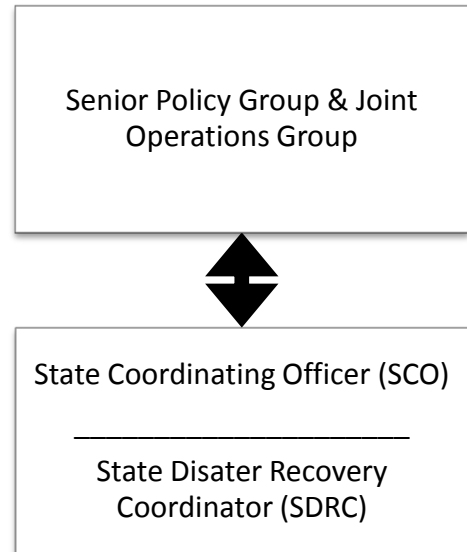 Senior Policy Group & Joint
Operations Group
State Coordinating Officer (SCO)
State Disater Recovery
Coordinator (SDRC)